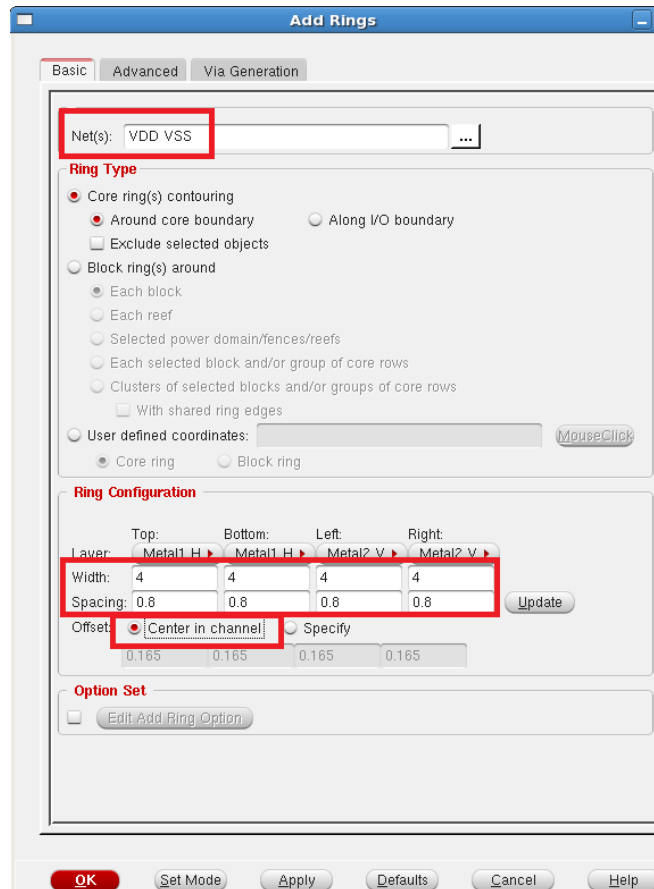 Add Rings
Basic Advanced Via Generation
Net(s): VDD VSS ...
Ring Type
Core ring(s) contouring
Around core boundary Along I/O boundary
Exclude selected objects
Block ring(s) around
Each block
Each reef
Selected power domain/fences/reefs
Each selected block and/or group of core rows
Clusters of selected blocks and/or groups of core rows
With shared ring edges
User defined coordinates: MouseClick
Core ring Block ring
Ring Configuration
Top: Bottom: Left: Right:
Layer: Metal1 H Metal1 H Metal2 V Metal2 V
Width: 4 4 4 4
Spacing: 0.8 0.8 0.8 0.8 Update
Offset: Center in channel Specify
0.165 0.165 0.165 0.165
Option Set
Edit Add Ring Option
OK Set Mode Apply Defaults Cancel Help